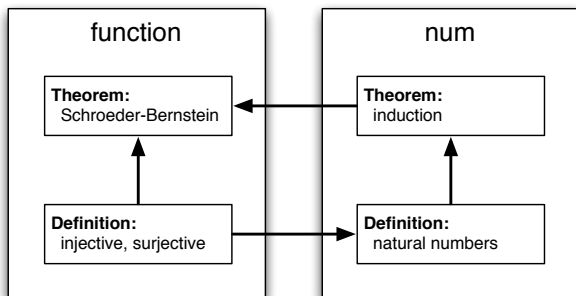 function
Theorem:
Schroeder-Bernstein
Definition:
injective, surjective
num
Theorem:
induction
Definition:
natural numbers